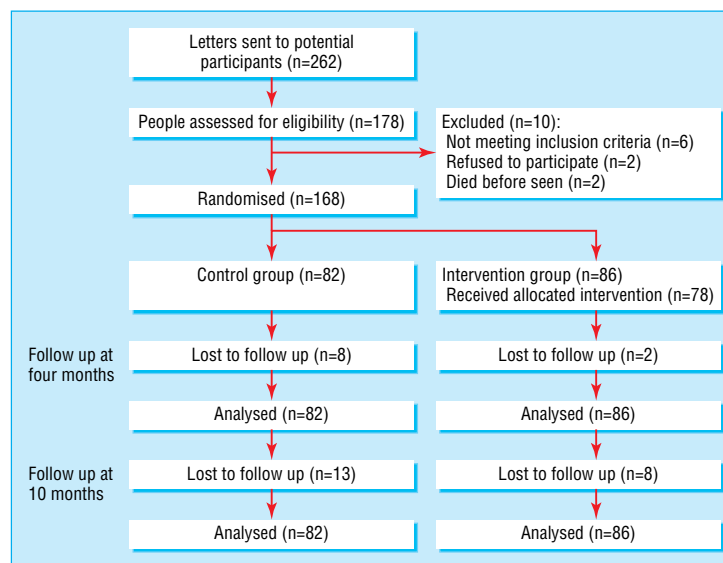 Letters sent to potential
participants (n=262)
People assessed for eligibility (n=178)
Excluded (n=10):
Not meeting inclusion criteria (n=6)
Refused to participate (n=2)
Died before seen (n=2)
Randomised (n=168)
Control group (n=82)
Intervention group (n=86)
Received allocated intervention (n=78)
Follow up at
four months
Lost to follow up (n=8)
Lost to follow up (n=2)
Analysed (n=82)
Analysed (n=86)
Follow up at
10 months
Lost to follow up (n=13)
Lost to follow up (n=8)
Analysed (n=82)
Analysed (n=86)